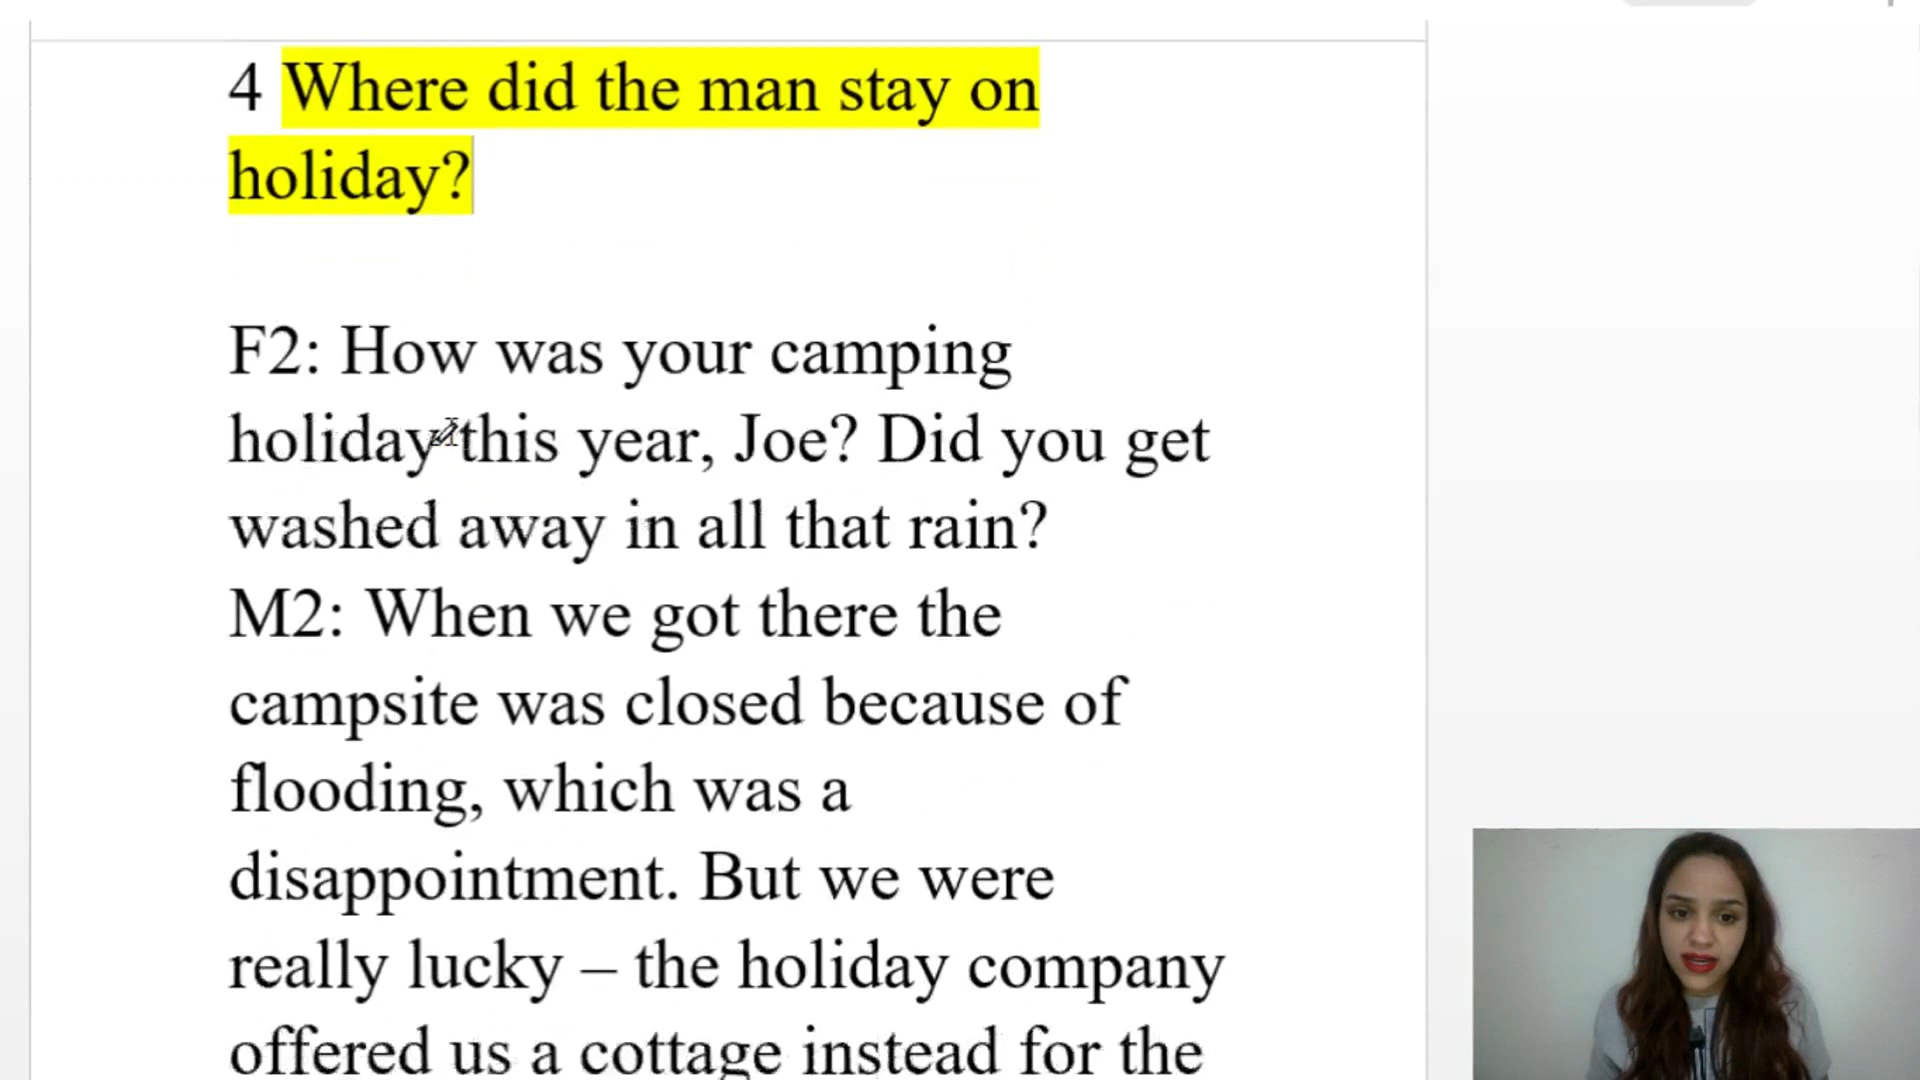 4 Where did the man stay on
holiday?
F2: How was your camping
holiday this year, Joe? Did you get
washed away in all that rain?
M2: When we got there the
campsite was closed because of
flooding, which was a
disappointment. But we were
really lucky – the holiday company
offered us a cottage instead for the